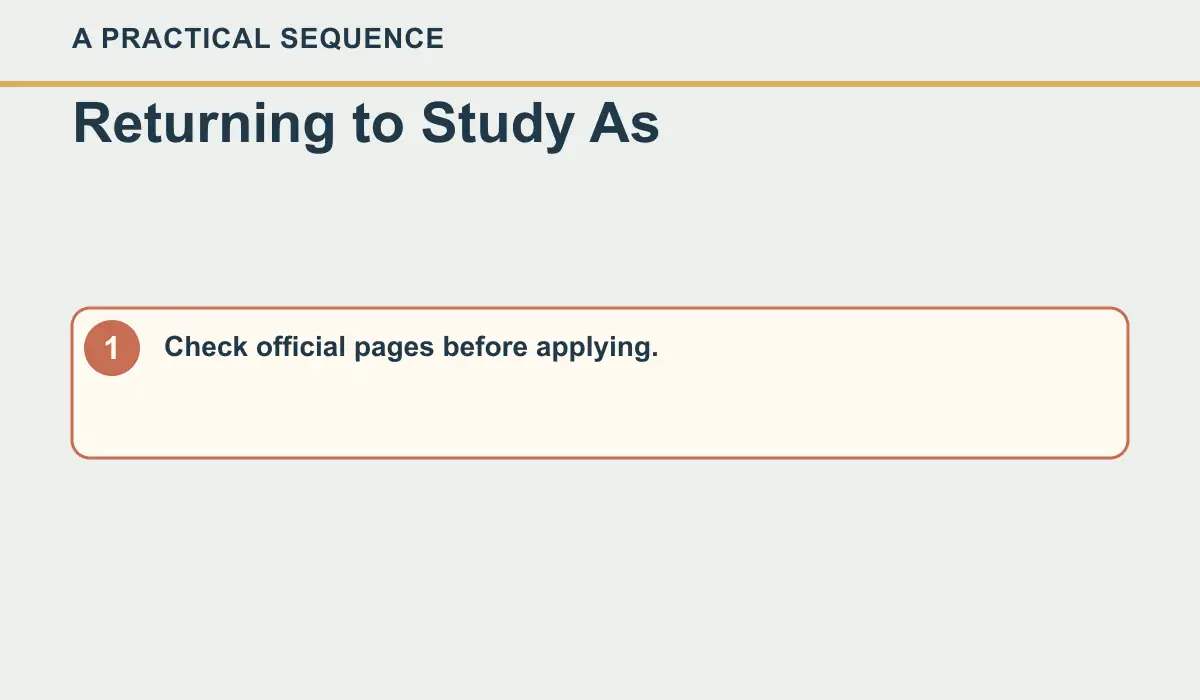 A PRACTICAL SEQUENCE
Returning to Study As
1 Check official pages before applying.